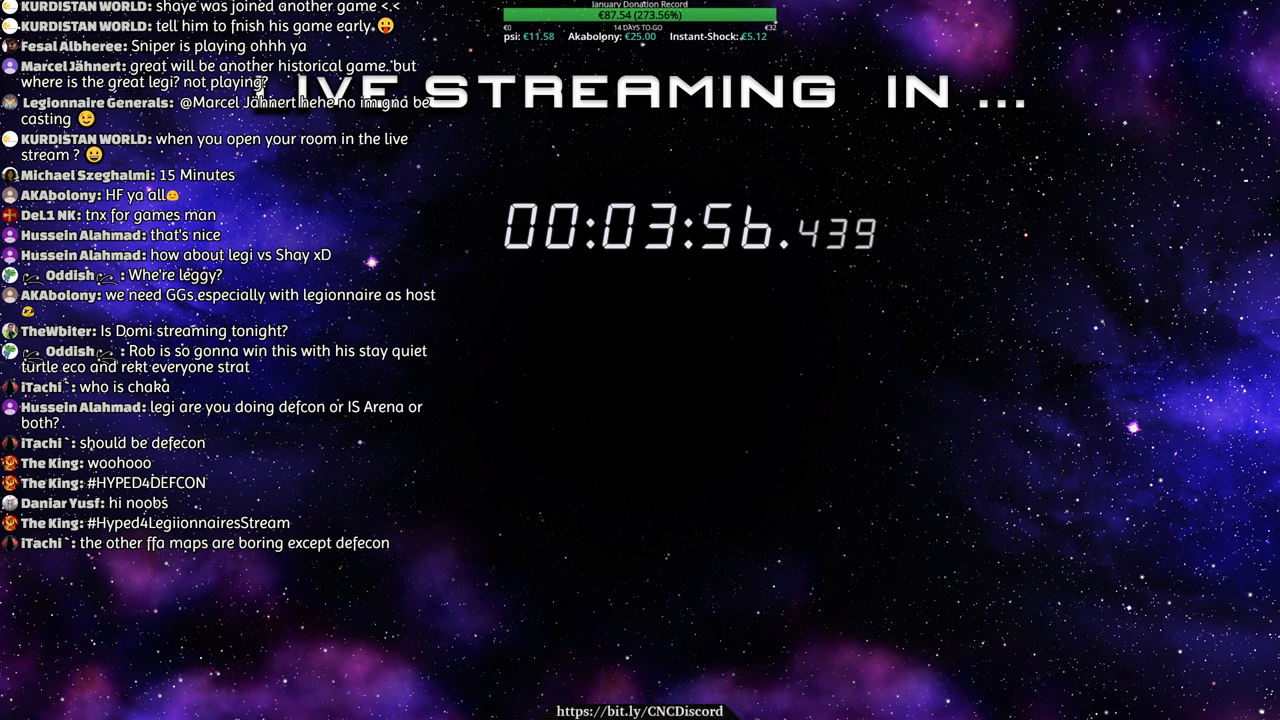 KURDISTAN WORLD: shaye was joined another game <.<
KURDISTAN WORLD: tell him to fnish his game early 😛
Fesal Albheree: Sniper is playing ohhh ya
Marcel Jähnert: great will be another historical game. but
where is the great legi? not playing?
Legionnaire Generals: @Marcel Jähnert hehe no im gna be
casting 😉
KURDISTAN WORLD: when you open your room in the live
stream ? 😀
Michael Szeghalmi: 15 Minutes
AKAbolony: HF ya all😊
DeL1 NK: tnx for games man
Hussein Alahmad: that's nice
Hussein Alahmad: how about legi vs Shay xD
Oddish : Whe're leggy?
AKAbolony: we need GGs especially with legionnaire as host
TheWbiter: Is Domi streaming tonight?
Oddish : Rob is so gonna win this with his stay quiet
turtle eco and rekt everyone strat
iTachi`: who is chaka
Hussein Alahmad: legi are you doing defcon or IS Arena or
both? .
iTachi`: should be defecon
The King: woohooo
The King: #HYPED4DEFCON
Daniar Yusf: hi noobs
The King: #Hyped4LegiionnairesStream
iTachi`: the other ffa maps are boring except defecon
January Donation Record
€87.54 (273.56%)
€0 14 DAYS TO GO €32
psi: €11.58 Akabolony: €25.00 Instant-Shock: €5.12
LIVE STREAMING IN ...
00:03:56.439
https://bit.ly/CNCDiscord